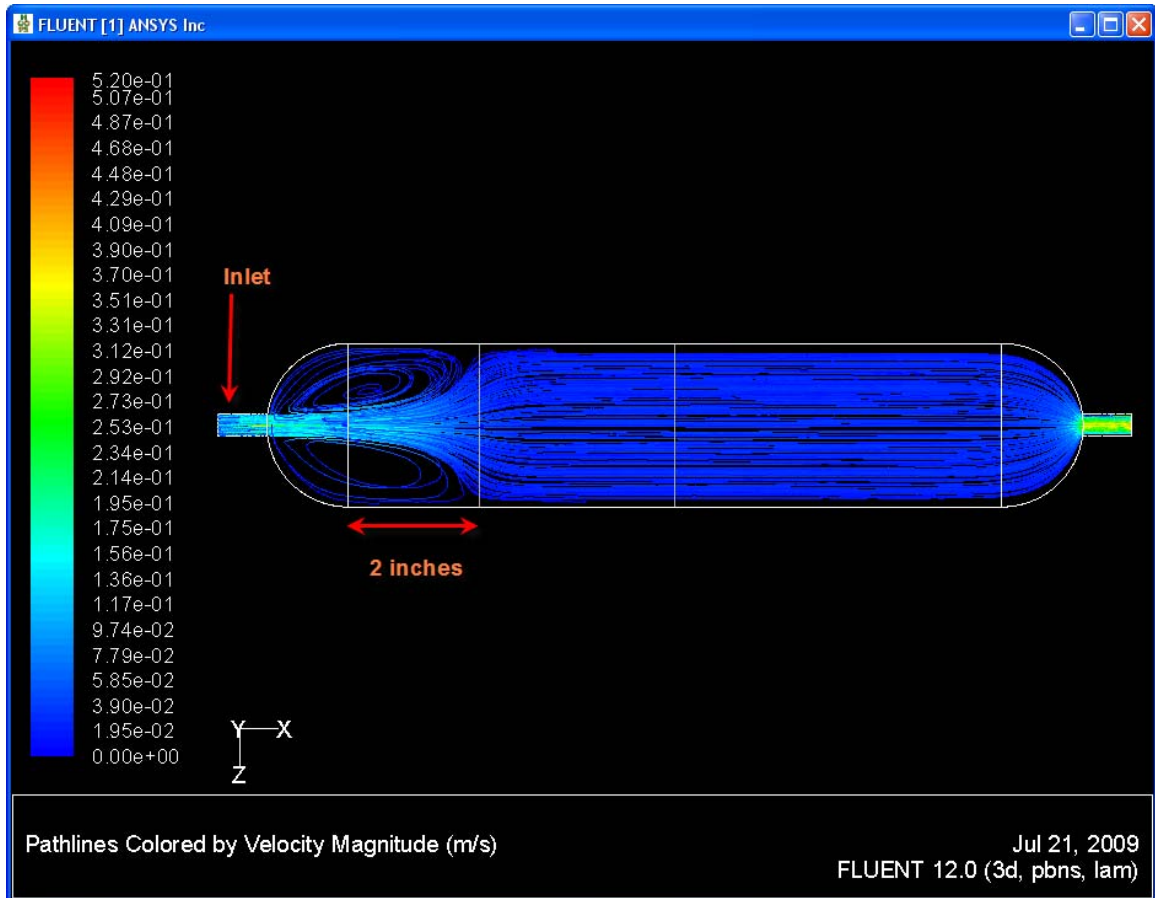 FLUENT [1] ANSYS Inc
5.20e-01
5.07e-01
4.87e-01
4.68e-01
4.48e-01
4.29e-01
4.09e-01
3.90e-01
3.70e-01
3.51e-01
3.31e-01
3.12e-01
2.92e-01
2.73e-01
2.53e-01
2.34e-01
2.14e-01
1.95e-01
1.75e-01
1.56e-01
1.36e-01
1.17e-01
9.74e-02
7.79e-02
5.85e-02
3.90e-02
1.95e-02
0.00e+00
Inlet
2 inches
Y X
Z
Pathlines Colored by Velocity Magnitude (m/s)
Jul 21, 2009
FLUENT 12.0 (3d, pbns, lam)